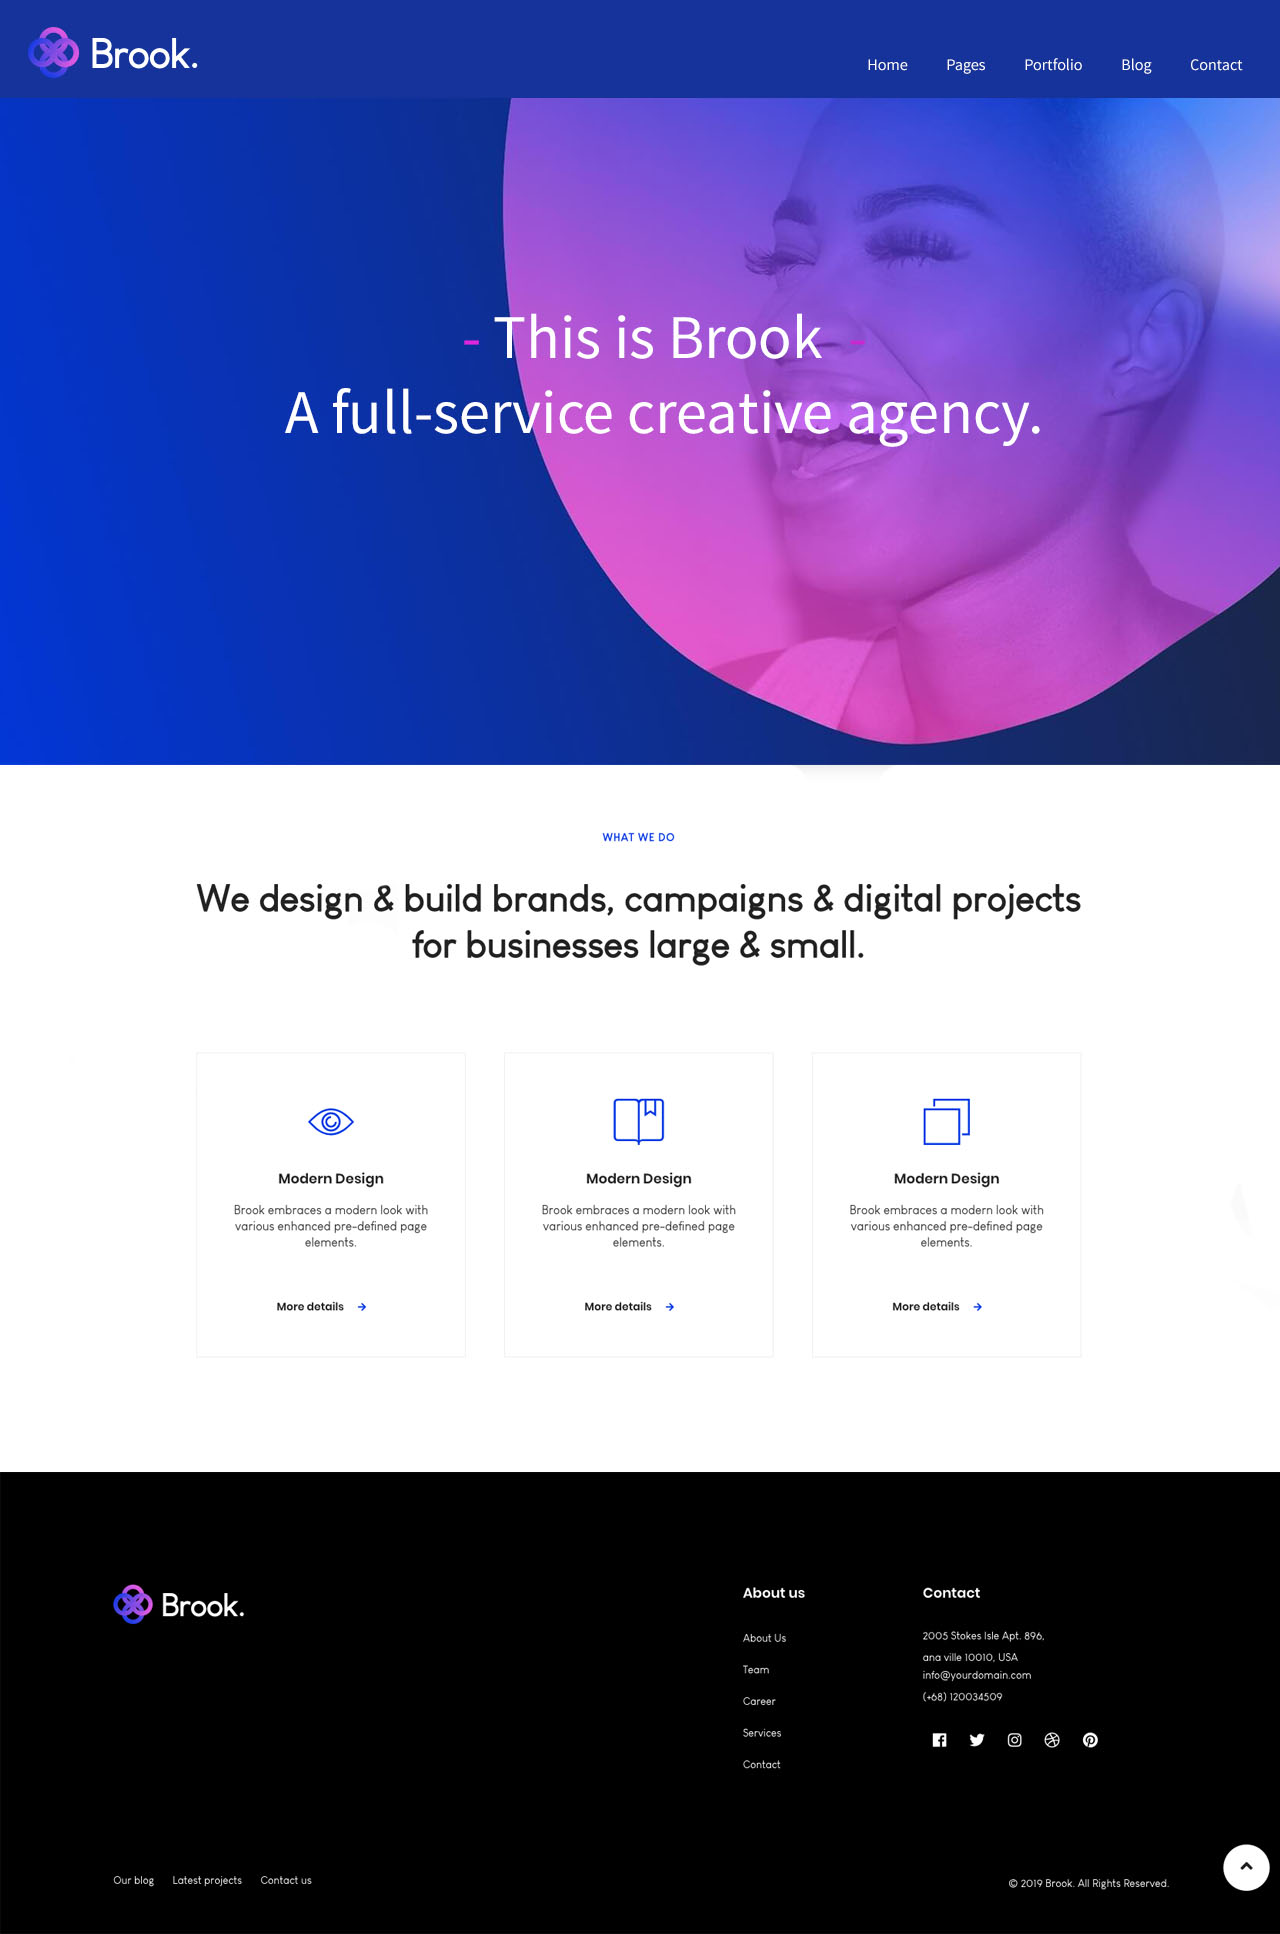 Brook.
Home Pages Portfolio Blog Contact
- This is Brook -
A full-service creative agency.
WHAT WE DO
We design & build brands, campaigns & digital projects
for businesses large & small.
Modern Design
Brook embraces a modern look with
various enhanced pre-defined page
elements.
More details
Modern Design
Brook embraces a modern look with
various enhanced pre-defined page
elements.
More details
Modern Design
Brook embraces a modern look with
various enhanced pre-defined page
elements.
More details
Brook.
About us
About Us
Team
Career
Services
Contact
Contact
2005 Stokes Isle Apt. 896,
ana ville 10010, USA
info@yourdomain.com
(+68) 120034509
Our blog Latest projects Contact us
© 2019 Brook. All Rights Reserved.